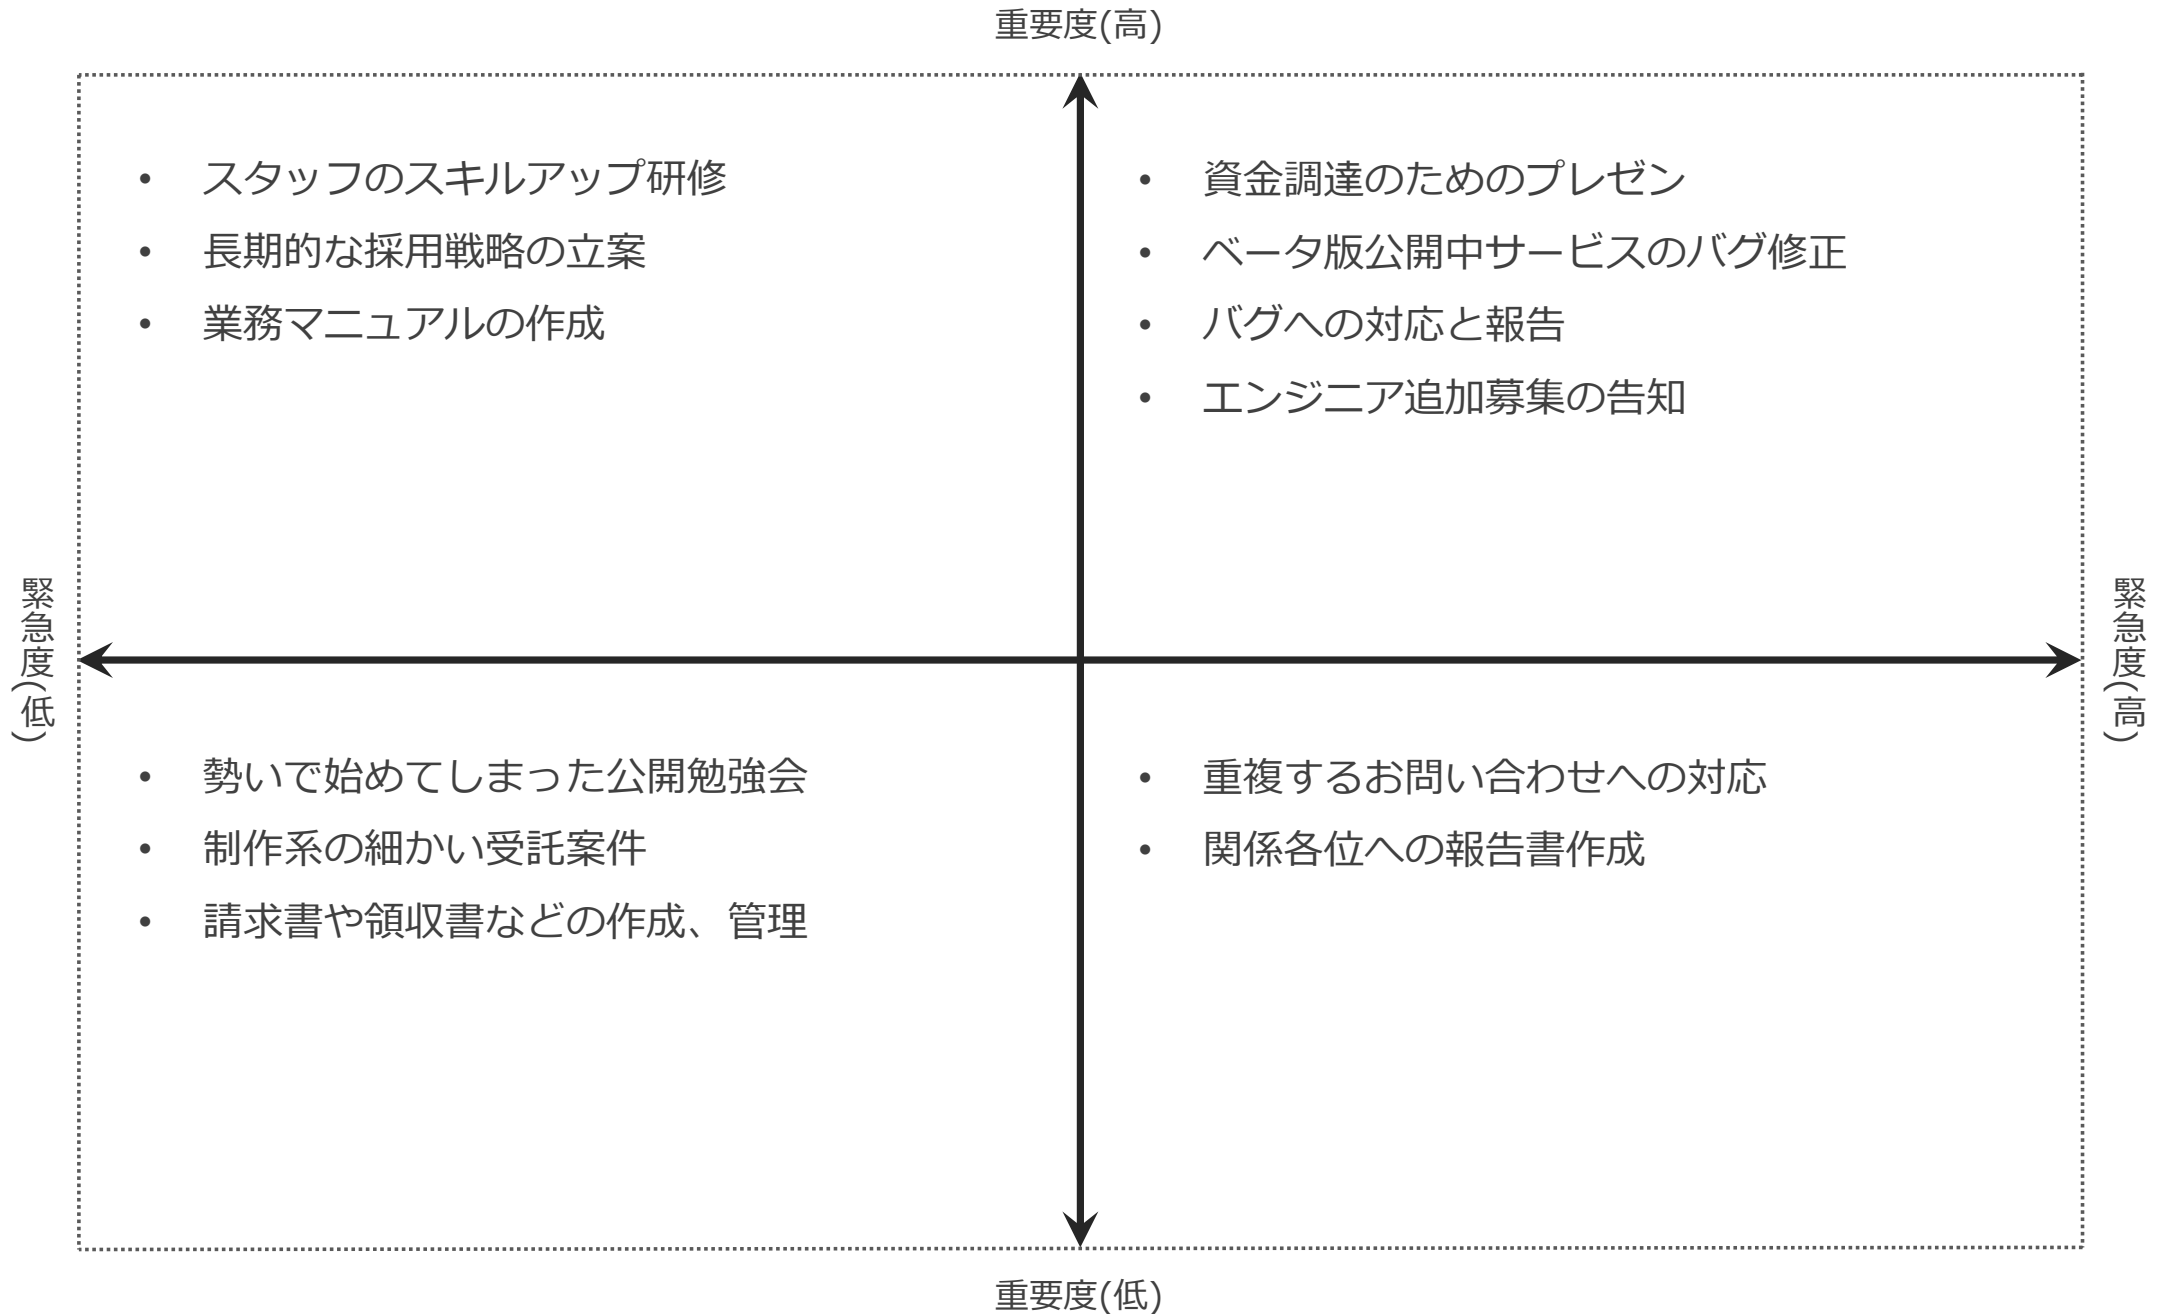 重要度(高)
• スタッフのスキルアップ研修
• 長期的な採用戦略の立案
• 業務マニュアルの作成
• 資金調達のためのプレゼン
• ベータ版公開中サービスのバグ修正
• バグへの対応と報告
• エンジニア追加募集の告知
緊急度(低)
緊急度(高)
• 勢いで始めてしまった公開勉強会
• 制作系の細かい受託案件
• 請求書や領収書などの作成、管理
• 重複するお問い合わせへの対応
• 関係各位への報告書作成
重要度(低)